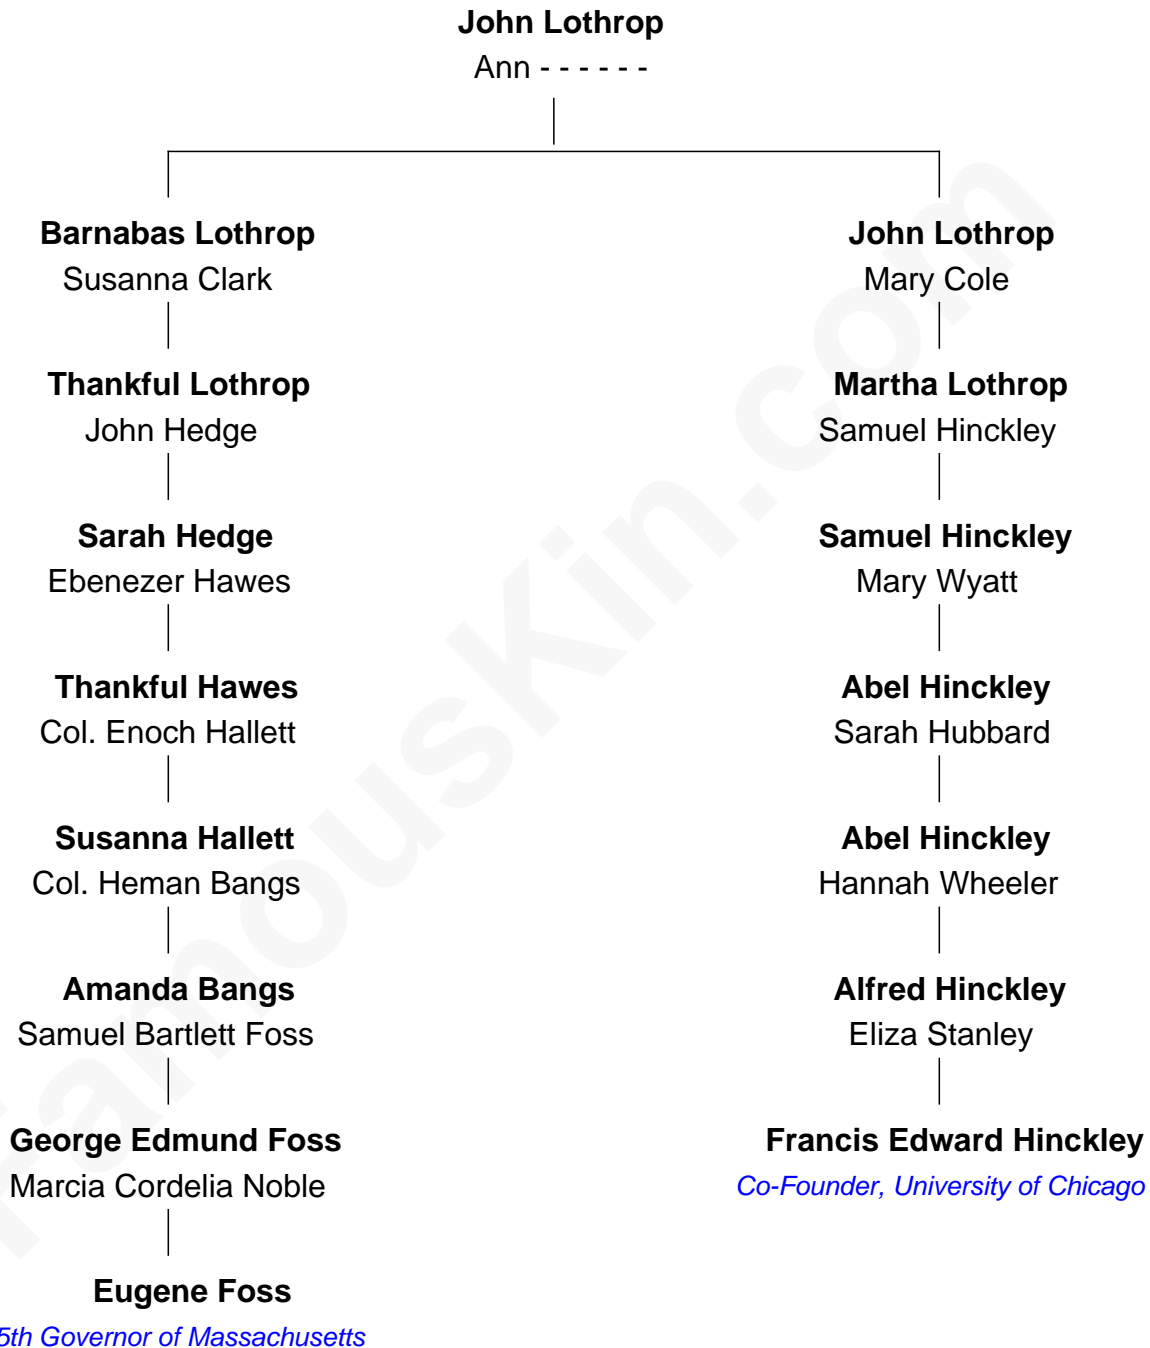 John Lothrop
Ann - - - - - -
Barnabas Lothrop
Susanna Clark
Thankful Lothrop
John Hedge
Sarah Hedge
Ebenezer Hawes
Thankful Hawes
Col. Enoch Hallett
Susanna Hallett
Col. Heman Bangs
Amanda Bangs
Samuel Bartlett Foss
George Edmund Foss
Marcia Cordelia Noble
Eugene Foss
5th Governor of Massachusetts
John Lothrop
Mary Cole
Martha Lothrop
Samuel Hinckley
Samuel Hinckley
Mary Wyatt
Abel Hinckley
Sarah Hubbard
Abel Hinckley
Hannah Wheeler
Alfred Hinckley
Eliza Stanley
Francis Edward Hinckley
Co-Founder, University of Chicago
FamousKin.com